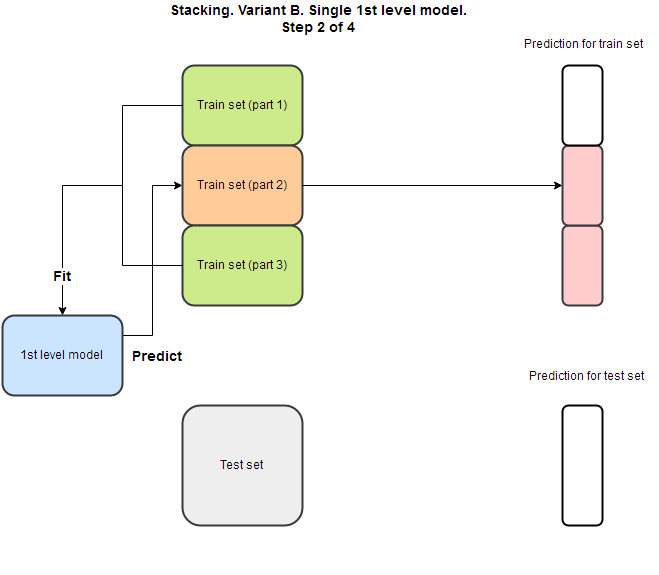 Stacking. Variant B. Single 1st level model.
Step 2 of 4
Prediction for train set
Train set (part 1)
Train set (part 2)
Train set (part 3)
Fit
1st level model
Predict
Prediction for test set
Test set